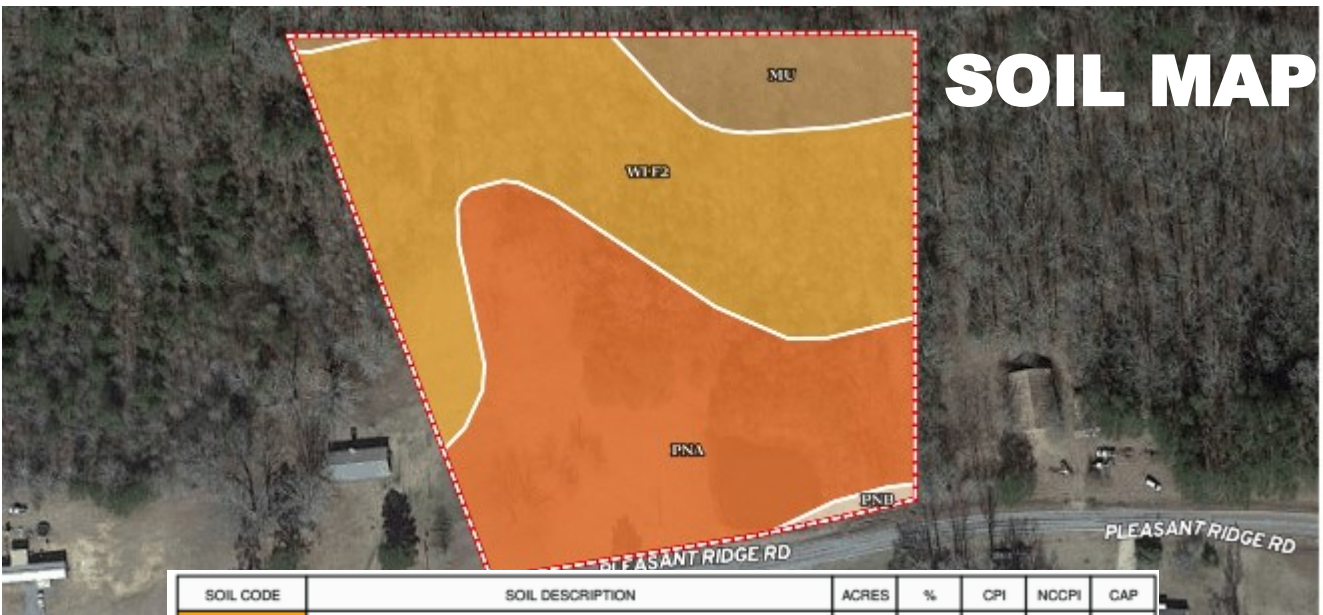 SOIL MAP
MU
WFF2
PNA
PNB
PLEASANT RIDGE RD
PLEASANT RIDGE RD
SOIL CODE SOIL DESCRIPTION ACRES % CPI NCCPI CAP